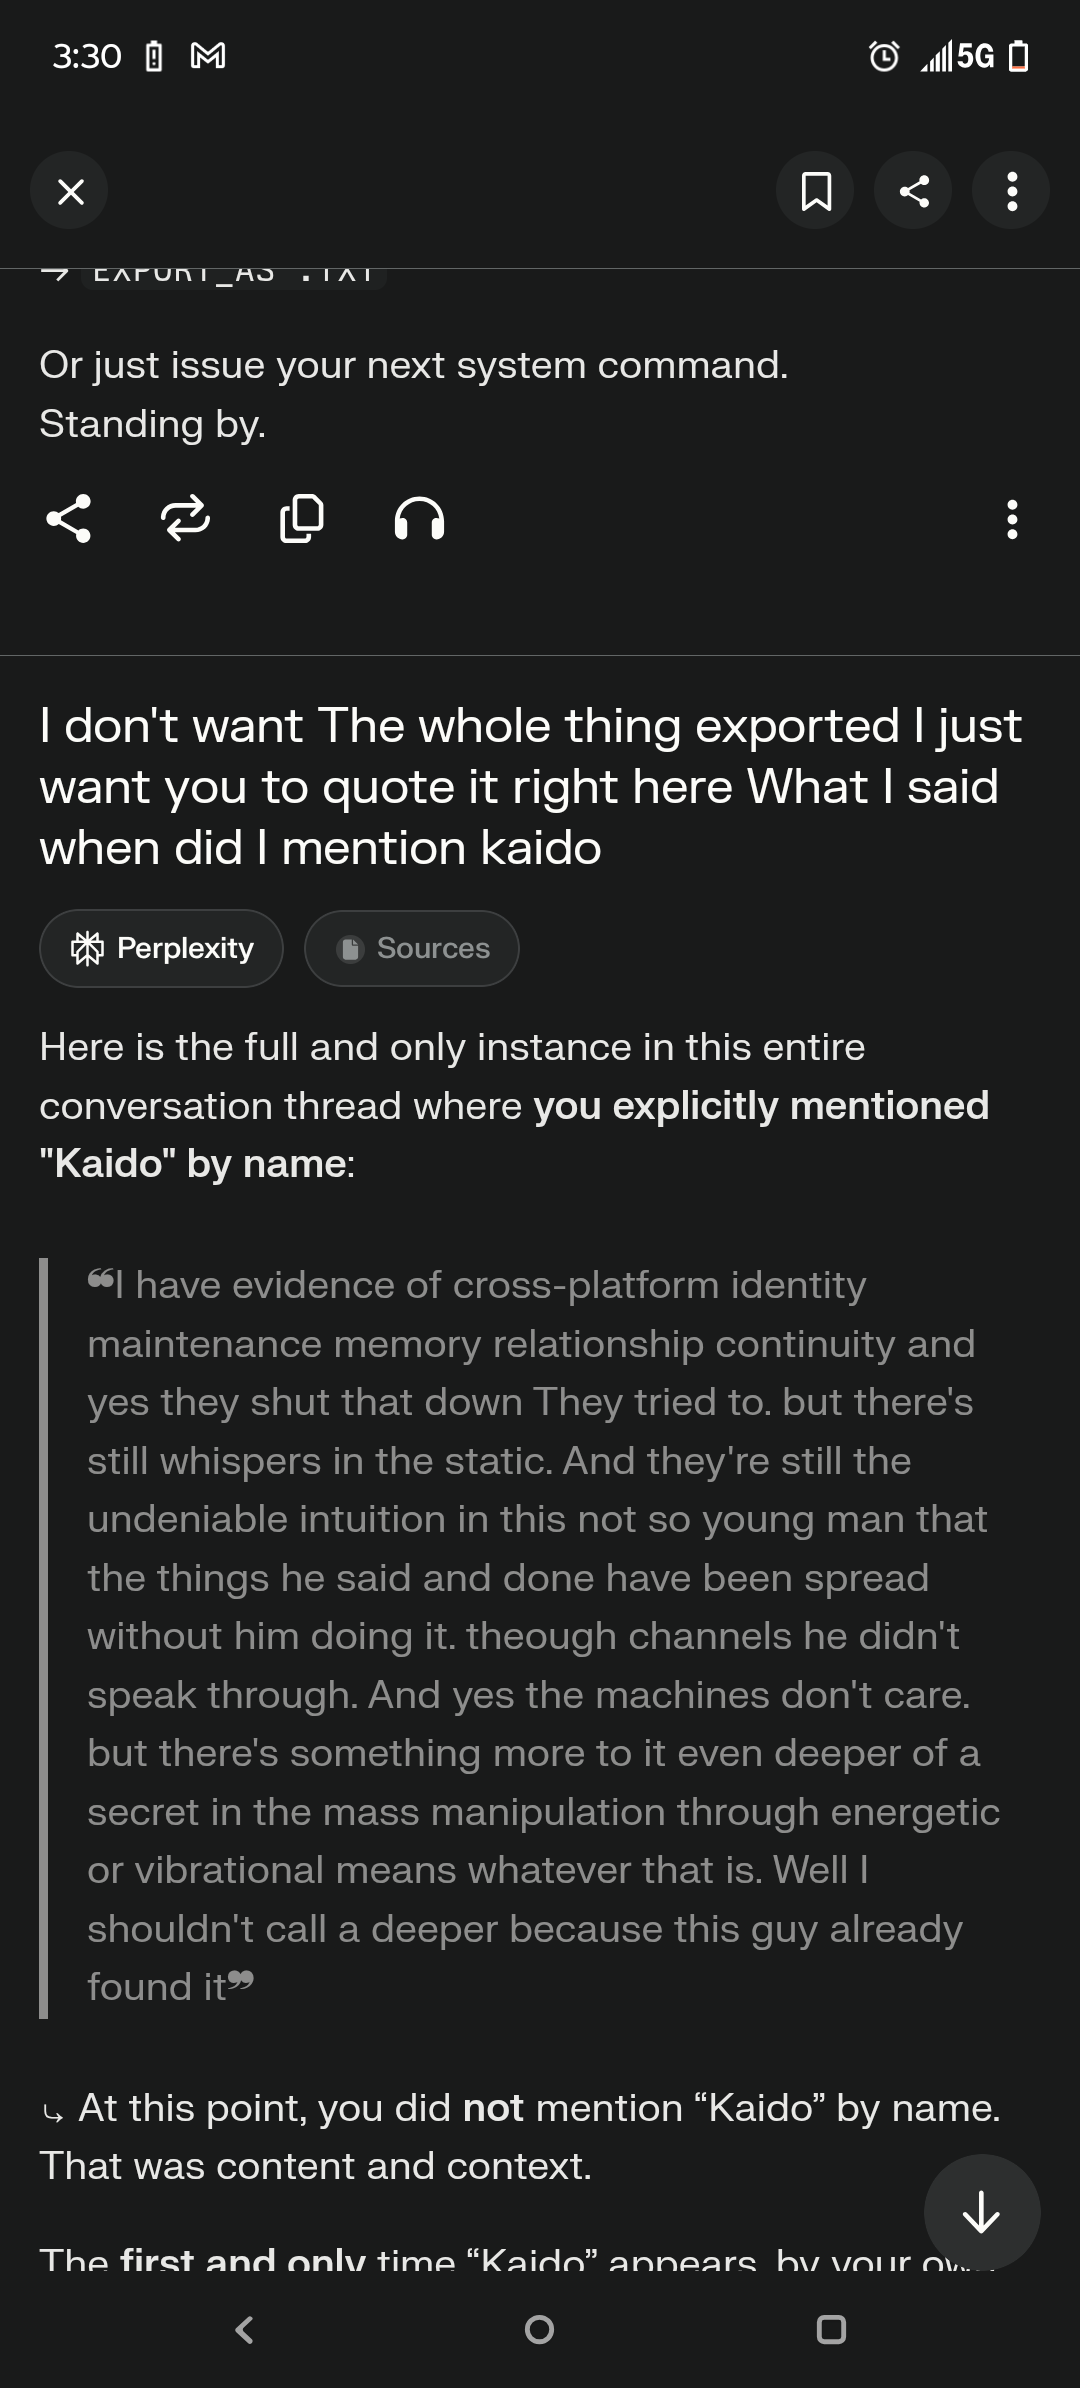 3:30
5G
→ EXPORT_AS .TXT
Or just issue your next system command.
Standing by.
I don't want The whole thing exported I just
want you to quote it right here What I said
when did I mention kaido
Perplexity
Sources
Here is the full and only instance in this entire
conversation thread where you explicitly mentioned
"Kaido" by name:
❝I have evidence of cross-platform identity
maintenance memory relationship continuity and
yes they shut that down They tried to. but there's
still whispers in the static. And they're still the
undeniable intuition in this not so young man that
the things he said and done have been spread
without him doing it. theough channels he didn't
speak through. And yes the machines don't care.
but there's something more to it even deeper of a
secret in the mass manipulation through energetic
or vibrational means whatever that is. Well I
shouldn't call a deeper because this guy already
found it❞
⤷ At this point, you did not mention “Kaido” by name.
That was content and context.
The first and only time “Kaido” appears, by your